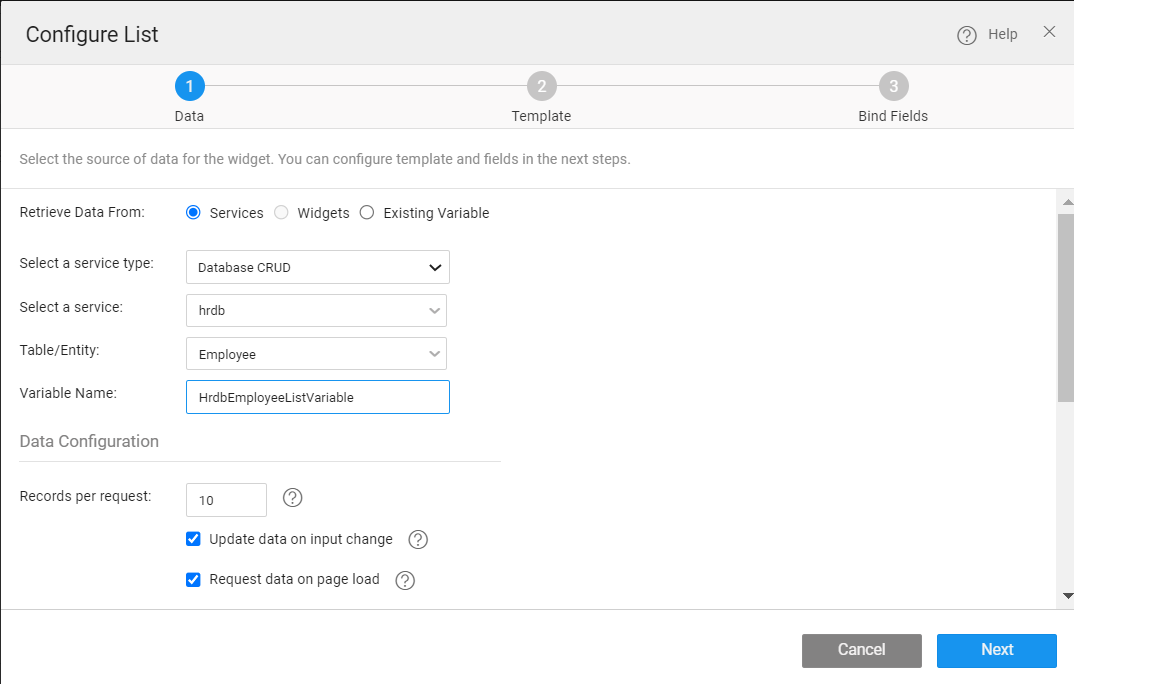 Configure List
? Help
1 2 3
Data Template Bind Fields
Select the source of data for the widget. You can configure template and fields in the next steps.
Retrieve Data From: Services Widgets Existing Variable
Select a service type: Database CRUD
Select a service: hrdb
Table/Entity: Employee
Variable Name: HrdbEmployeeListVariable
Data Configuration
Records per request: 10 ?
Update data on input change ?
Request data on page load ?
Cancel Next